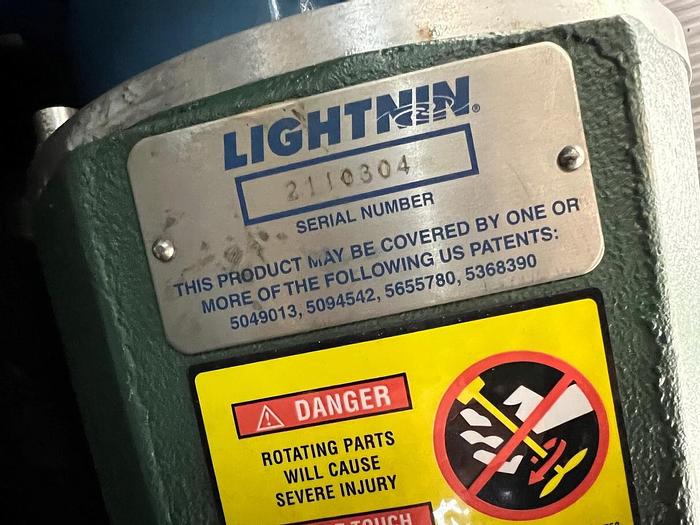 LIGHTNIN®
2110304
SERIAL NUMBER
THIS PRODUCT MAY BE COVERED BY ONE OR
MORE OF THE FOLLOWING US PATENTS:
5049013, 5094542, 5655780, 5368390
DANGER
ROTATING PARTS
WILL CAUSE
SEVERE INJURY
TOUCH